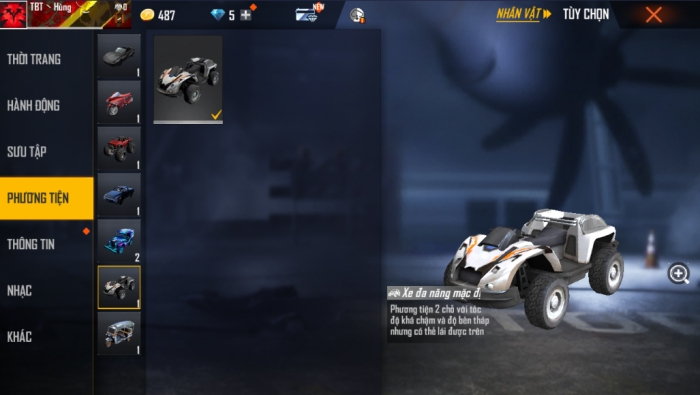 TBT - Hùng
487
5
NEW
NHÂN VẬT
TÙY CHỌN
THỜI TRANG
HÀNH ĐỘNG
SƯU TẬP
PHƯƠNG TIỆN
THÔNG TIN
NHẠC
KHÁC
1
1
1
1
2
1
1
Xe đa năng mặc đị
Phương tiện 2 chỗ với tốc
độ khá chậm và độ bền thấp
nhưng có thể lái được trên